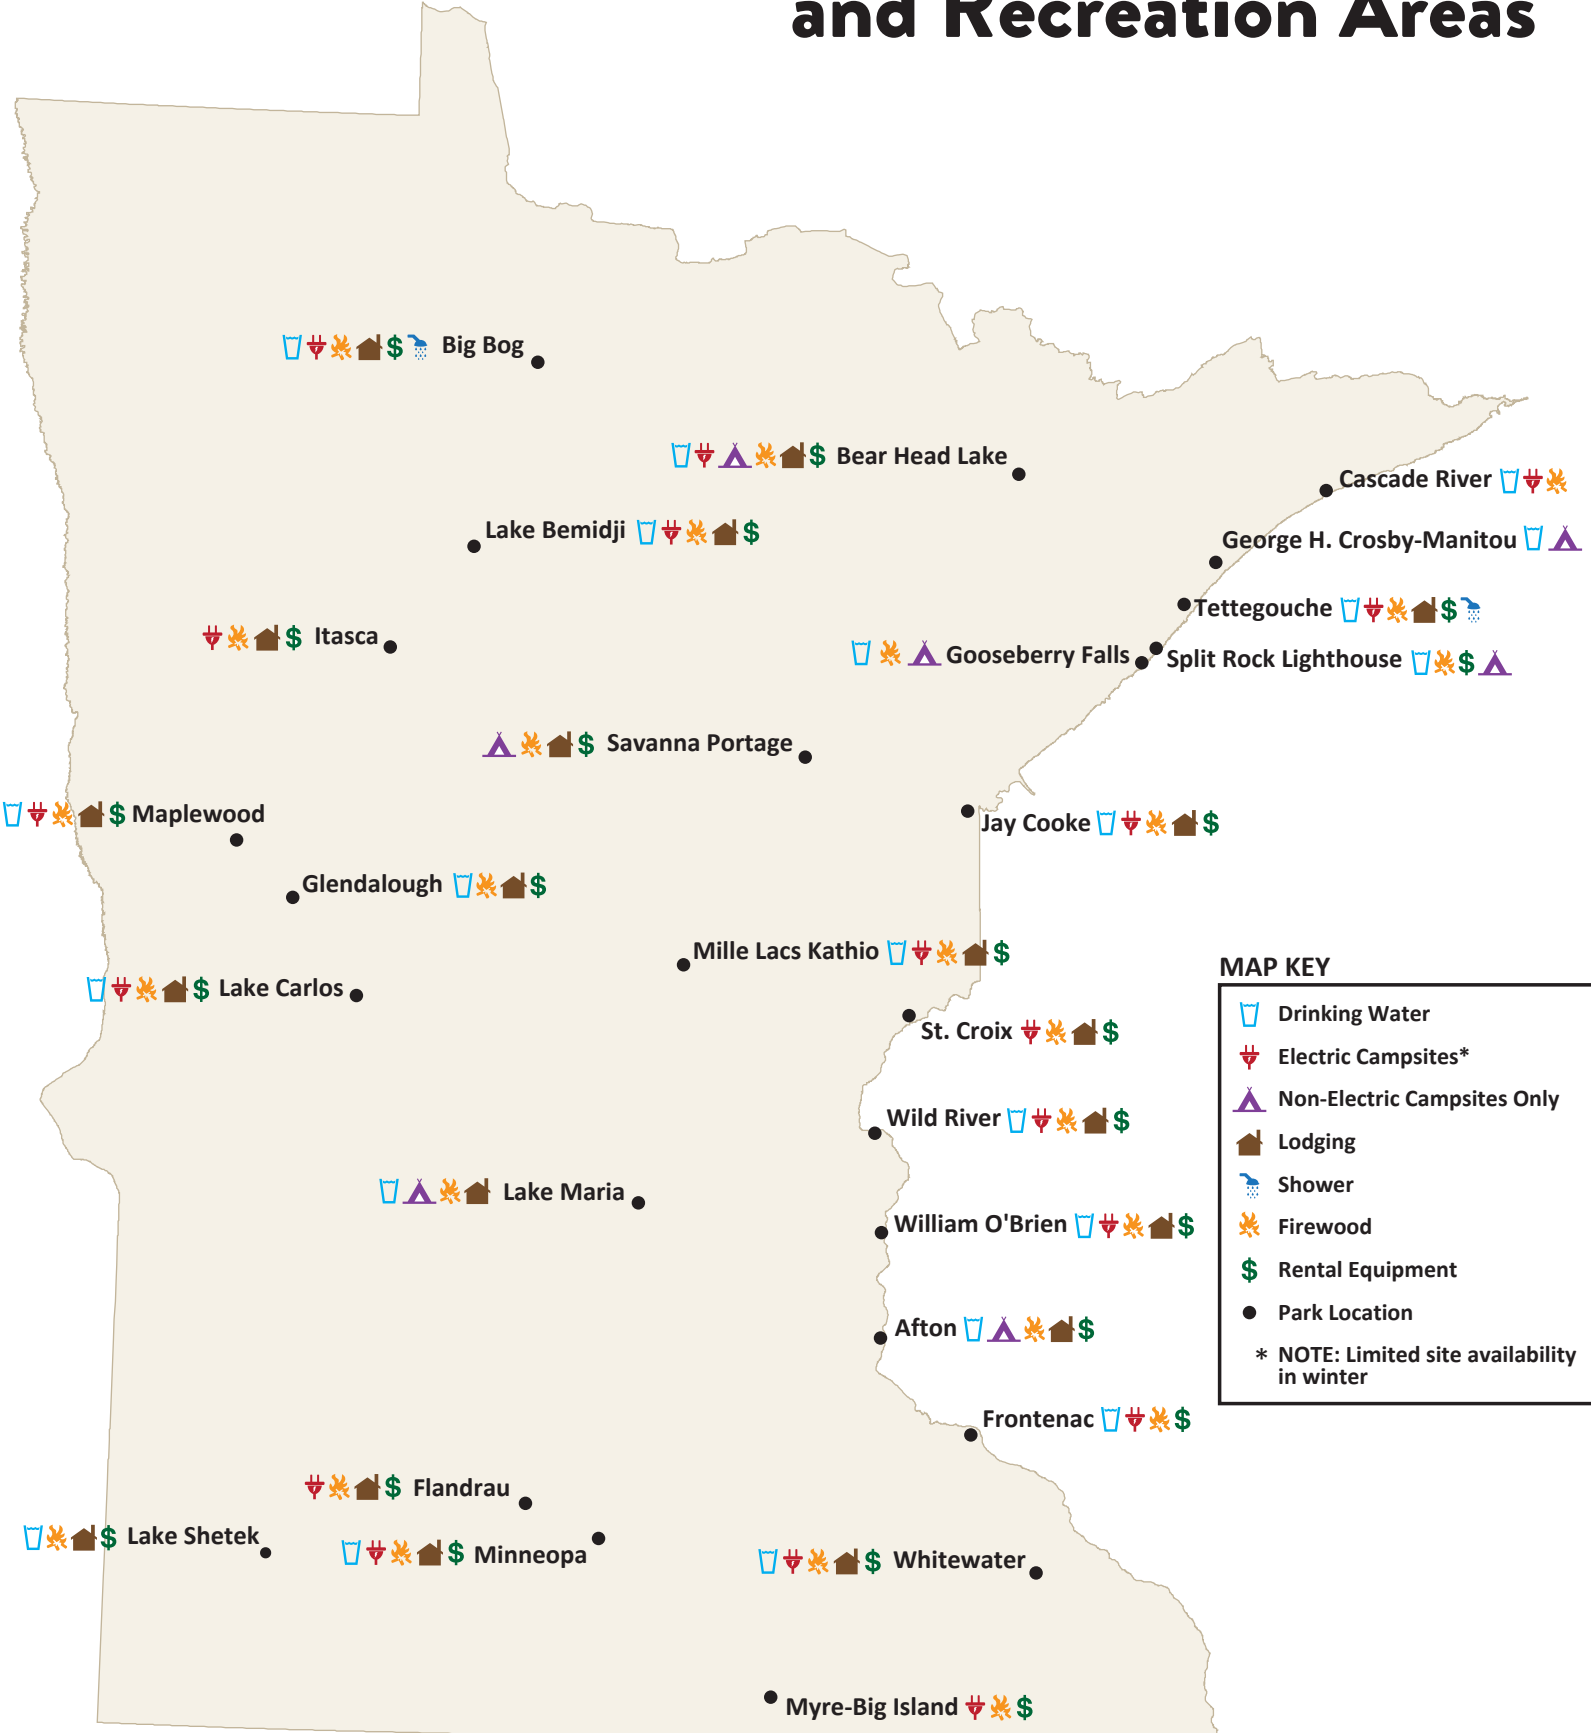 and Recreation Areas
Big Bog
Bear Head Lake
Cascade River
Lake Bemidji
George H. Crosby-Manitou
Tettegouche
Itasca
Gooseberry Falls
Split Rock Lighthouse
Savanna Portage
Maplewood
Jay Cooke
Glendalough
Mille Lacs Kathio
Lake Carlos
St. Croix
Wild River
Lake Maria
William O'Brien
Afton
Frontenac
Flandrau
Lake Shetek
Minneopa
Whitewater
Myre-Big Island
MAP KEY
Drinking Water
Electric Campsites*
Non-Electric Campsites Only
Lodging
Shower
Firewood
$ Rental Equipment
Park Location
* NOTE: Limited site availability
in winter